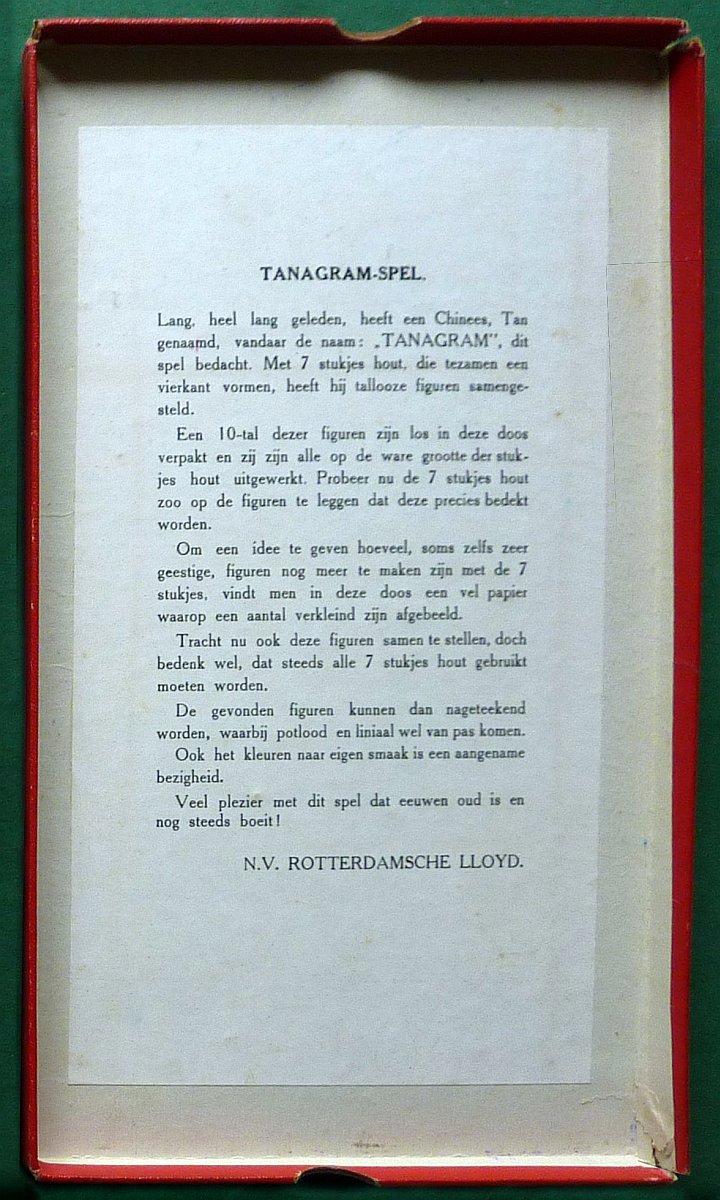 TANAGRAM-SPEL.
Lang, heel lang geleden, heeft een Chinees, Tan
genaamd, vandaar de naam: „TANAGRAM”, dit
spel bedacht. Met 7 stukjes hout, die tezamen een
vierkant vormen, heeft hij tallooze figuren samenge-
steld.
Een 10-tal dezer figuren zijn los in deze doos
verpakt en zij zijn alle op de ware grootte der stuk-
jes hout uitgewerkt. Probeer nu de 7 stukjes hout
zoo op de figuren te leggen dat deze precies bedekt
worden.
Om een idee te geven hoeveel, soms zelfs zeer
geestige, figuren nog meer te maken zijn met de 7
stukjes, vindt men in deze doos een vel papier
waarop een aantal verkleind zijn afgebeeld.
Tracht nu ook deze figuren samen te stellen, doch
bedenk wel, dat steeds alle 7 stukjes hout gebruikt
moeten worden.
De gevonden figuren kunnen dan nageteekend
worden, waarbij potlood en liniaal wel van pas komen.
Ook het kleuren naar eigen smaak is een aangename
bezigheid.
Veel plezier met dit spel dat eeuwen oud is en
nog steeds boeit!
N.V. ROTTERDAMSCHE LLOYD.